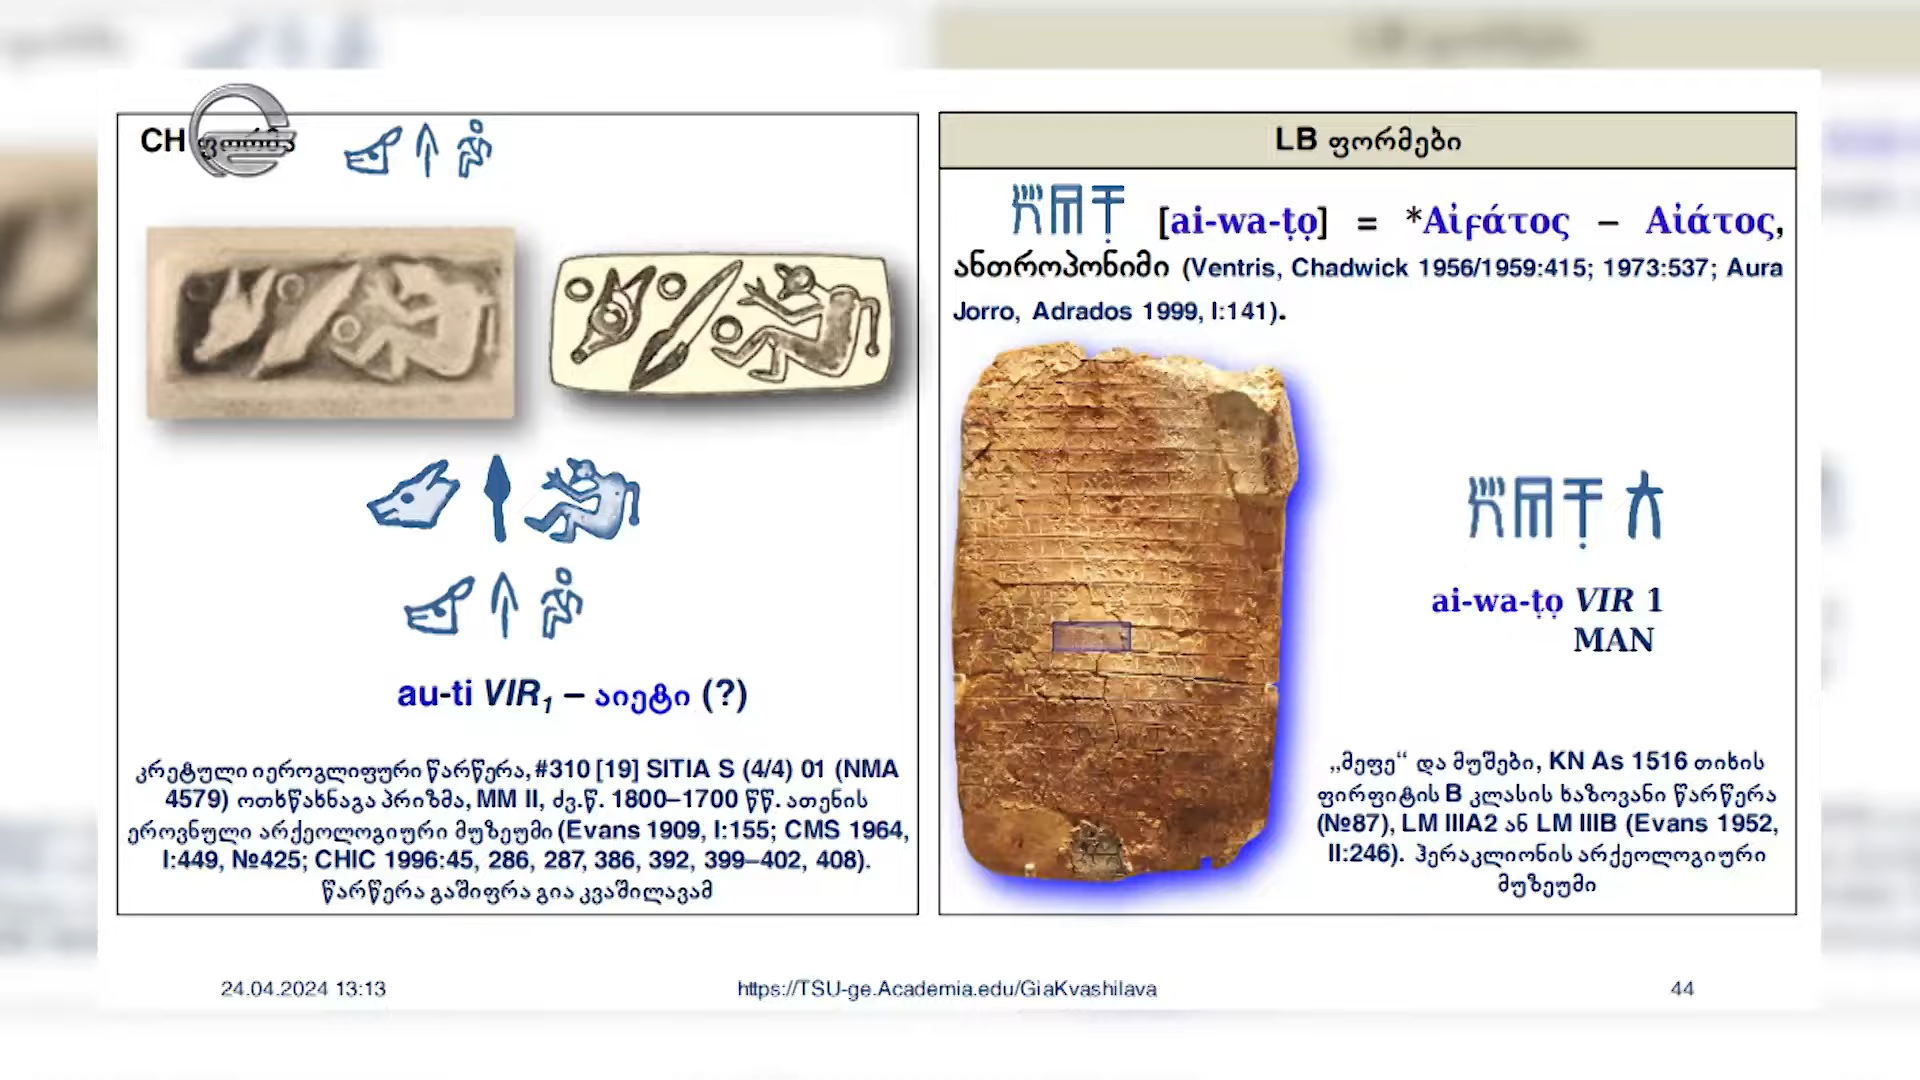 CH
au-ti VIR₁ – აიეტი (?)
კრეტული იეროგლიფური წარწერა, #310 [19] SITIA S (4/4) 01 (NMA
4579) ოთხწახნაგა პრიზმა, MM II, ძვ.წ. 1800–1700 წწ. ათენის
ეროვნული არქეოლოგიური მუზეუმი (Evans 1909, I:155; CMS 1964,
I:449, №425; CHIC 1996:45, 286, 287, 386, 392, 399–402, 408).
წარწერა გაშიფრა გია კვაშილავამ
LB ფორმები
[ai-wa-ṭọ] = *Αἰϝάτος – Αἰάτος,
ანთროპონიმი (Ventris, Chadwick 1956/1959:415; 1973:537; Aura
Jorro, Adrados 1999, I:141).
ai-wa-ṭọ VIR 1
MAN
„მეფე“ და მუშები, KN As 1516 თიხის
ფირფიტის B კლასის ხაზოვანი წარწერა
(№87), LM IIIA2 ან LM IIIB (Evans 1952,
II:246). ჰერაკლიონის არქეოლოგიური
მუზეუმი
24.04.2024 13:13
https://TSU-ge.Academia.edu/GiaKvashilava
44